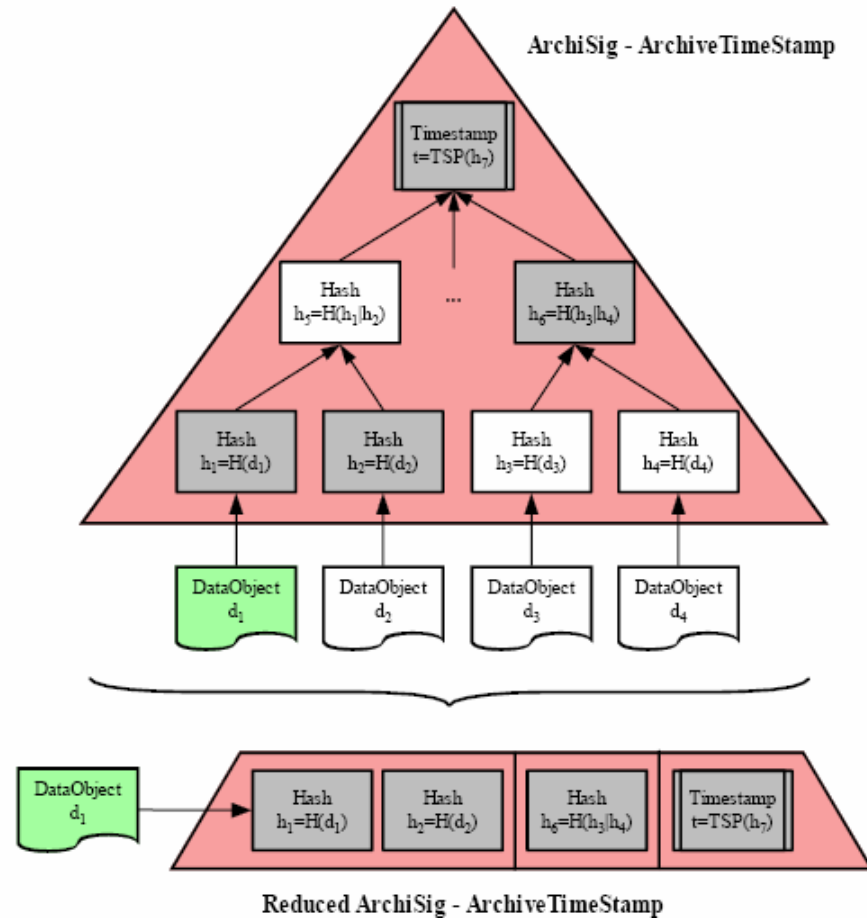 ArchiSig - ArchiveTimeStamp
Timestamp
t=TSP(h₇)
Hash
h₅=H(h₁|h₂)
...
Hash
h₆=H(h₃|h₄)
Hash
h₁=H(d₁)
Hash
h₂=H(d₂)
Hash
h₃=H(d₃)
Hash
h₄=H(d₄)
DataObject
d₁
DataObject
d₂
DataObject
d₃
DataObject
d₄
DataObject
d₁
Hash
h₁=H(d₁)
Hash
h₂=H(d₂)
Hash
h₆=H(h₃|h₄)
Timestamp
t=TSP(h₇)
Reduced ArchiSig - ArchiveTimeStamp